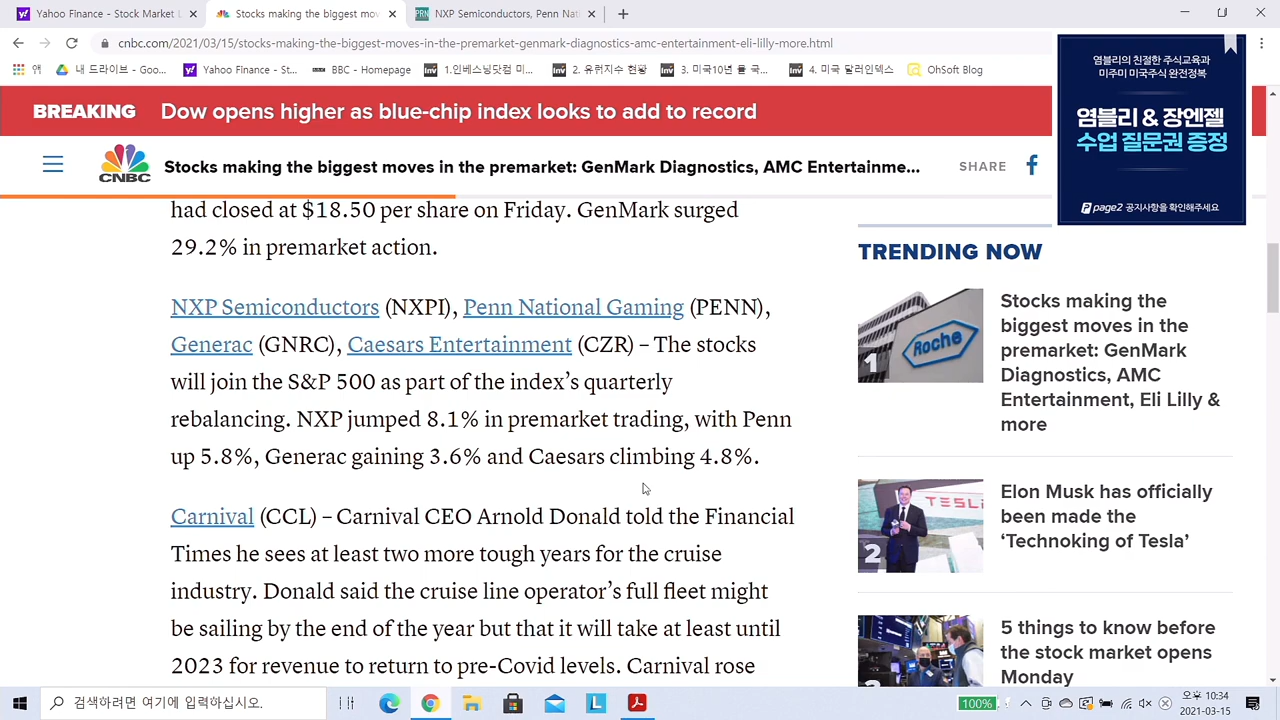 Yahoo Finance - Stock Market L
Stocks making the biggest mov
NXP Semiconductors, Penn Nati
cnbc.com/2021/03/15/stocks-making-the-biggest-moves-in-the-premarket-genmark-diagnostics-amc-entertainment-eli-lilly-more.html
앱
내 드라이브 - Goo...
Yahoo Finance - St...
BBC - Homepage
1.인베스팅닷컴 미...
2. 유럽지수 현황
3. 미국10년 물 국...
4. 미국 달러인덱스
OhSoft Blog
염블리의 친절한 주식교육과
미주미 미국주식 완전정복
염블리 & 장엔젤
수업 질문권 증정
page2 공지사항을 확인해주세요
BREAKING Dow opens higher as blue-chip index looks to add to record
CNBC
Stocks making the biggest moves in the premarket: GenMark Diagnostics, AMC Entertainme...
SHARE
had closed at $18.50 per share on Friday. GenMark surged
29.2% in premarket action.
NXP Semiconductors (NXPI), Penn National Gaming (PENN),
Generac (GNRC), Caesars Entertainment (CZR) – The stocks
will join the S&P 500 as part of the index’s quarterly
rebalancing. NXP jumped 8.1% in premarket trading, with Penn
up 5.8%, Generac gaining 3.6% and Caesars climbing 4.8%.
Carnival (CCL) – Carnival CEO Arnold Donald told the Financial
Times he sees at least two more tough years for the cruise
industry. Donald said the cruise line operator’s full fleet might
be sailing by the end of the year but that it will take at least until
2023 for revenue to return to pre-Covid levels. Carnival rose
TRENDING NOW
Roche
1
Stocks making the
biggest moves in the
premarket: GenMark
Diagnostics, AMC
Entertainment, Eli Lilly &
more
TESL
2
Elon Musk has officially
been made the
‘Technoking of Tesla’
5 things to know before
the stock market opens
Monday
검색하려면 여기에 입력하십시오.
100%
오후 10:34
2021-03-15